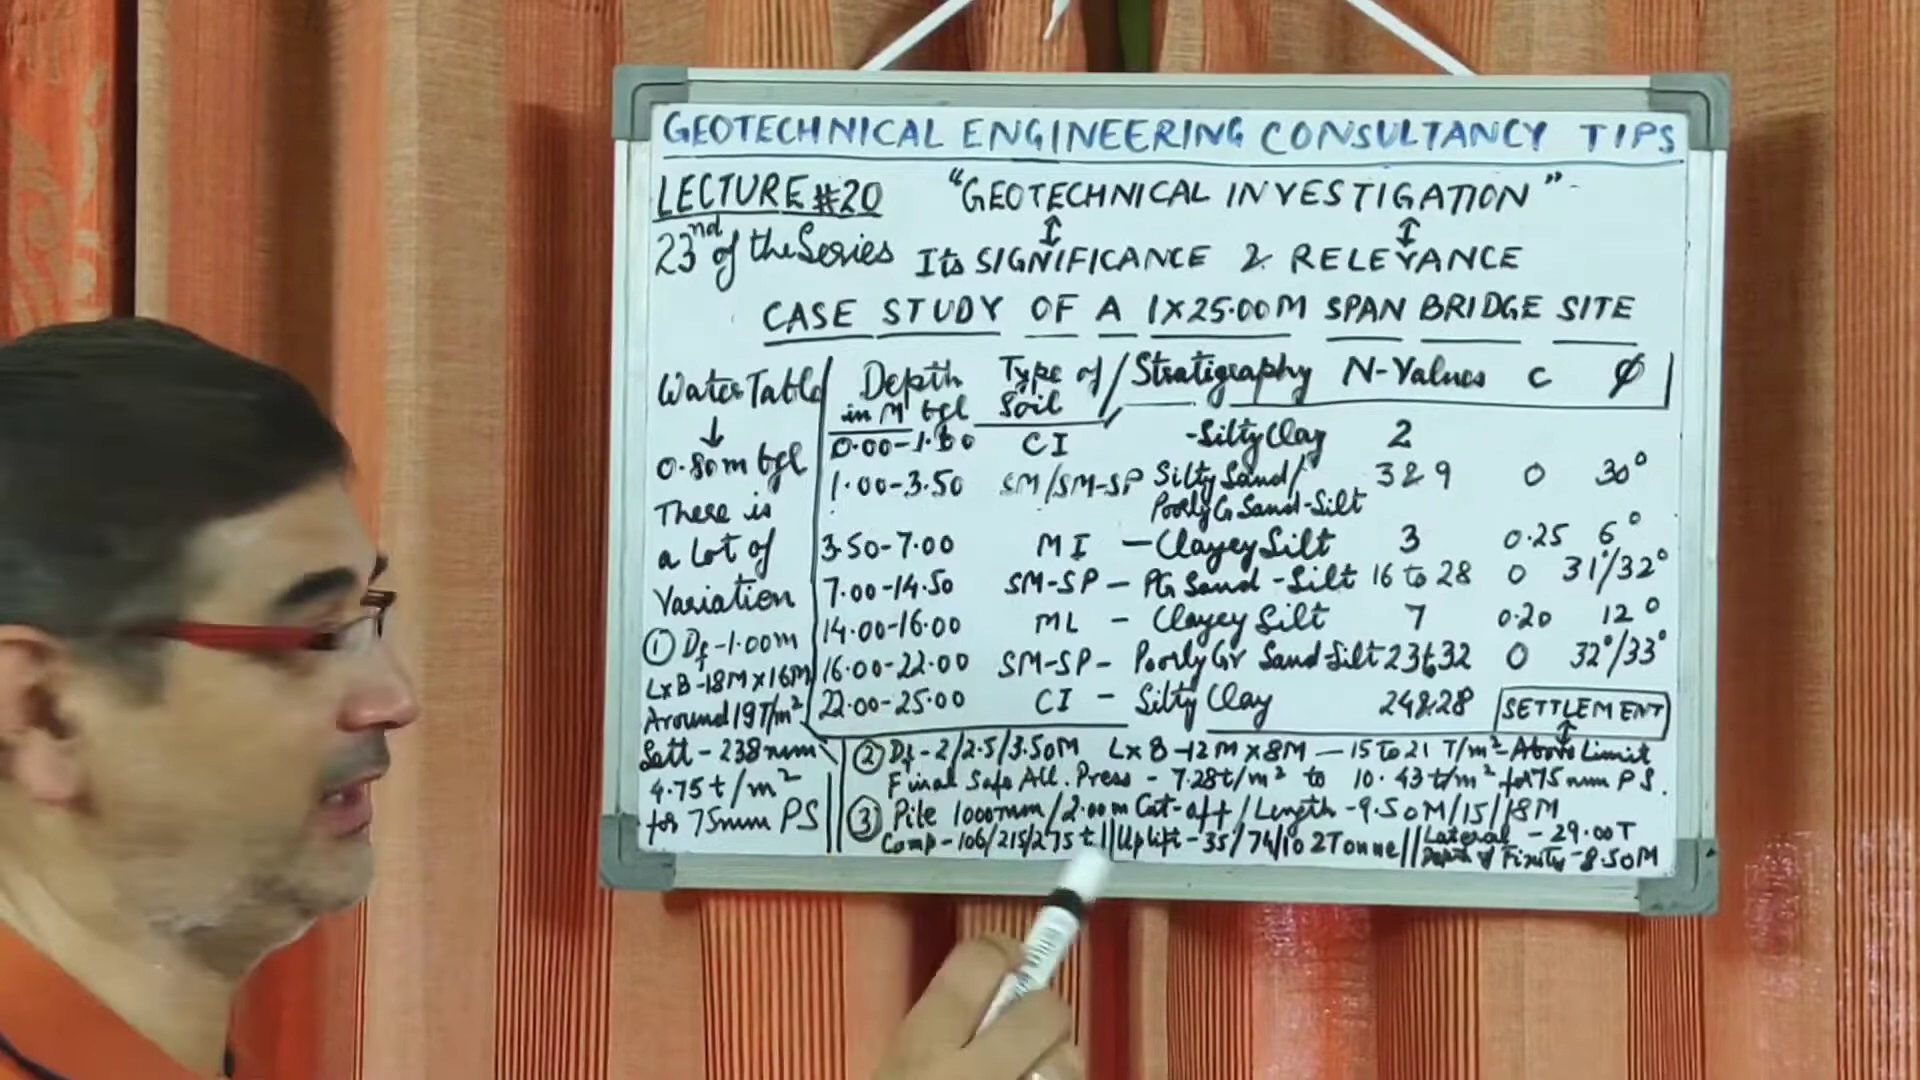 GEOTECHNICAL ENGINEERING CONSULTANCY TIPS
LECTURE #20 "GEOTECHNICAL INVESTIGATION"
23nd of the Series Its SIGNIFICANCE & RELEVANCE
CASE STUDY OF A 1X25.00M SPAN BRIDGE SITE
Water Table
↓
0.80m bgl
There is
a Lot of
Variation
① Df-1.00m
LxB-18Mx16M
Around 19T/m²
Sett - 238mm
4.75t/m²
for 75mm PS
Depth in M bgl Type of Soil / Stratigraphy N-Values c ø
0.00- CI -Silty Clay 2
1.00-3.50 SM/SM-SP Silty Sand/ 3&9 0 30°
Poorly G Sand-Silt
3.50-7.00 MI - Clayey Silt 3 0.25 6°
7.00-14.50 SM-SP - PG Sand-Silt 16 to 28 0 31°/32°
14.00-16.00 ML - Clayey Silt 7 0.20 12°
16.00-22.00 SM-SP - Poorly Gr Sand Silt 23to32 0 32°/33°
22.00-25.00 CI - Silty Clay 24&28
SETTLEMENT
② Df-2/2.5/3.50M LxB-12Mx8M - 15 to 21 T/m² - Above Limit
Final Safe All. Press - 7.28t/m² to 10.43t/m² for 75mm PS.
③ Pile 1000mm/2.00m Cut-off/Length-9.50M/15/18M
Comp-106/215/275t || Uplift-35/74/102Tonne || Lateral - 29.00T
Depth of Fixity-8.50M